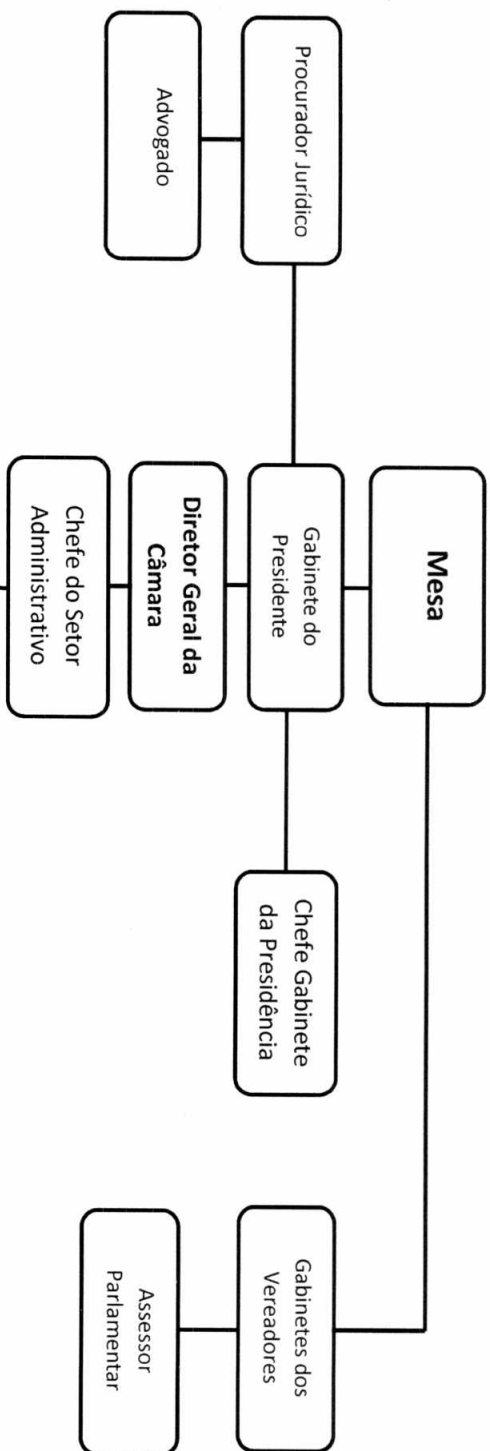 Mesa
Gabinete do
Presidente
Procurador Jurídico
Advogado
Chefe Gabinete
da Presidência
Gabinetes dos
Vereadores
Assessor
Parlamentar
Diretor Geral da
Câmara
Chefe do Setor
Administrativo